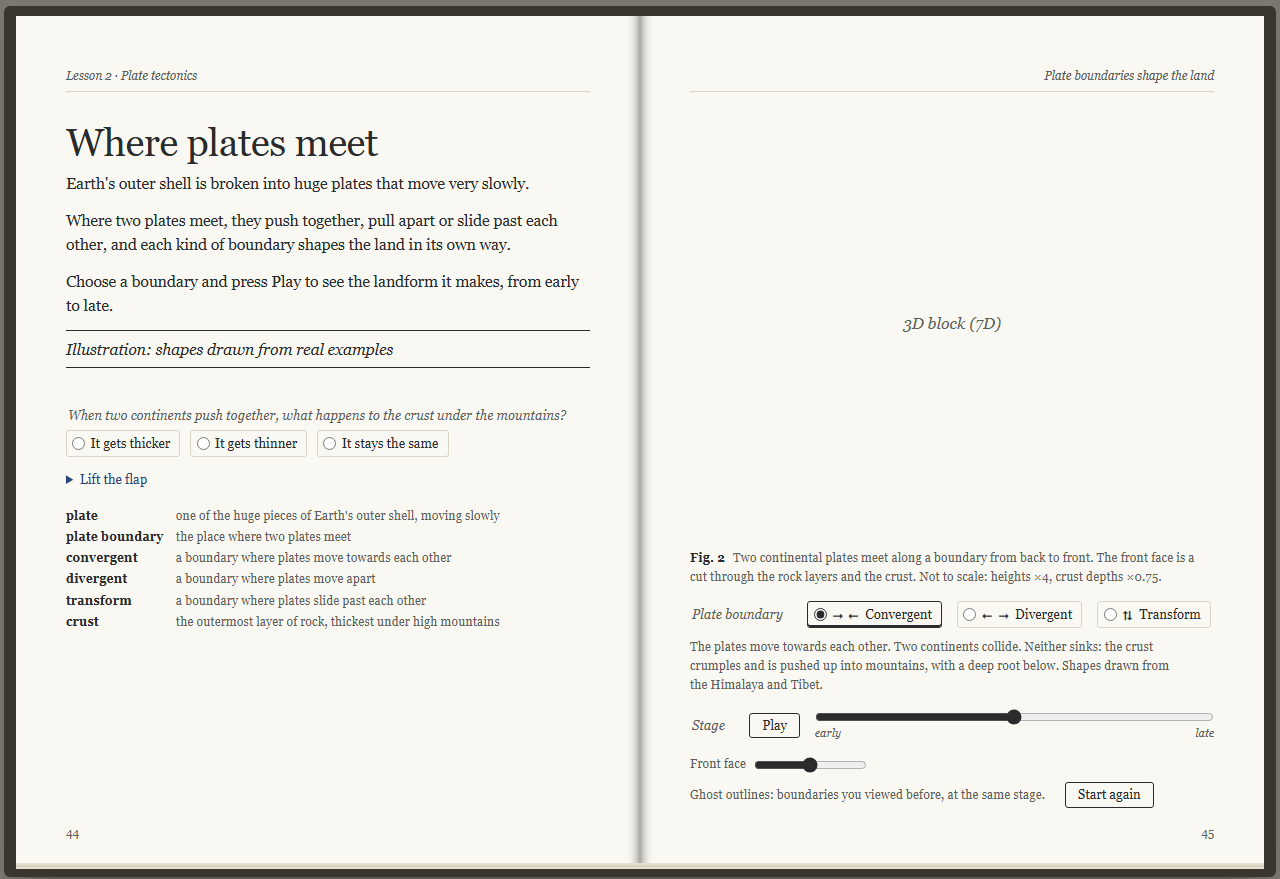 Lesson 2 · Plate tectonics
Where plates meet
Earth's outer shell is broken into huge plates that move very slowly.
Where two plates meet, they push together, pull apart or slide past each
other, and each kind of boundary shapes the land in its own way.
Choose a boundary and press Play to see the landform it makes, from early
to late.
Illustration: shapes drawn from real examples
When two continents push together, what happens to the crust under the mountains?
It gets thicker
It gets thinner
It stays the same
▶ Lift the flap
plate one of the huge pieces of Earth's outer shell, moving slowly
plate boundary the place where two plates meet
convergent a boundary where plates move towards each other
divergent a boundary where plates move apart
transform a boundary where plates slide past each other
crust the outermost layer of rock, thickest under high mountains
44
Plate boundaries shape the land
3D block (7D)
Fig. 2 Two continental plates meet along a boundary from back to front. The front face is a
cut through the rock layers and the crust. Not to scale: heights ×4, crust depths ×0.75.
Plate boundary → ← Convergent ← → Divergent ⇅ Transform
The plates move towards each other. Two continents collide. Neither sinks: the crust
crumples and is pushed up into mountains, with a deep root below. Shapes drawn from
the Himalaya and Tibet.
Stage Play
early late
Front face
Ghost outlines: boundaries you viewed before, at the same stage. Start again
45